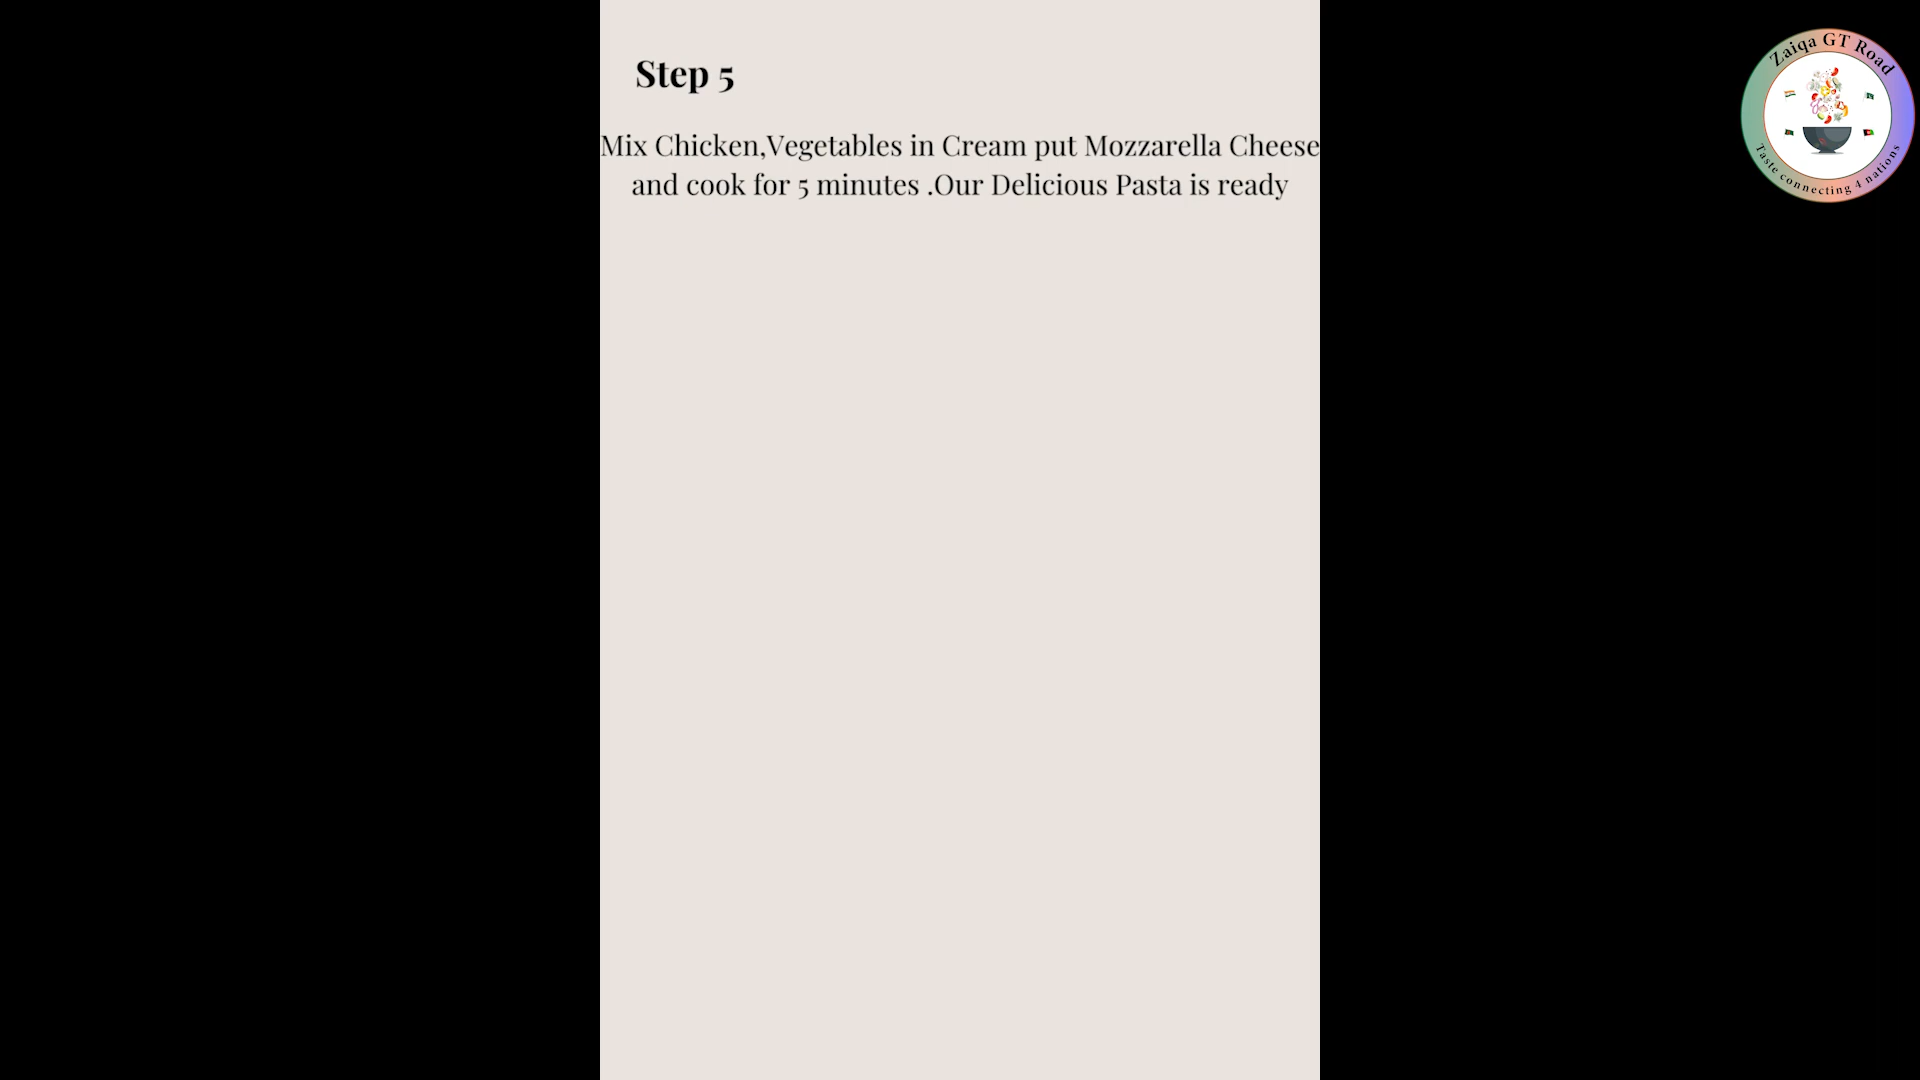 Step 5
Mix Chicken,Vegetables in Cream put Mozzarella Cheese
and cook for 5 minutes .Our Delicious Pasta is ready
Zaiqa GT Road
Taste connecting 4 nations